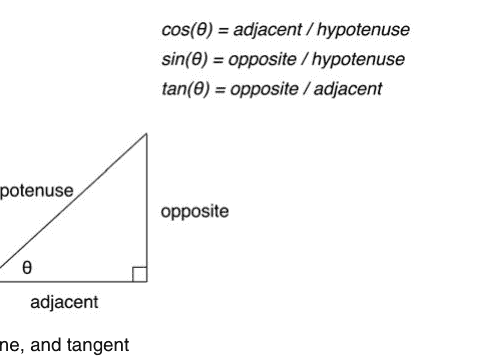 cos(θ) = adjacent / hypotenuse
sin(θ) = opposite / hypotenuse
tan(θ) = opposite / adjacent
potenuse
opposite
θ
adjacent
ne, and tangent